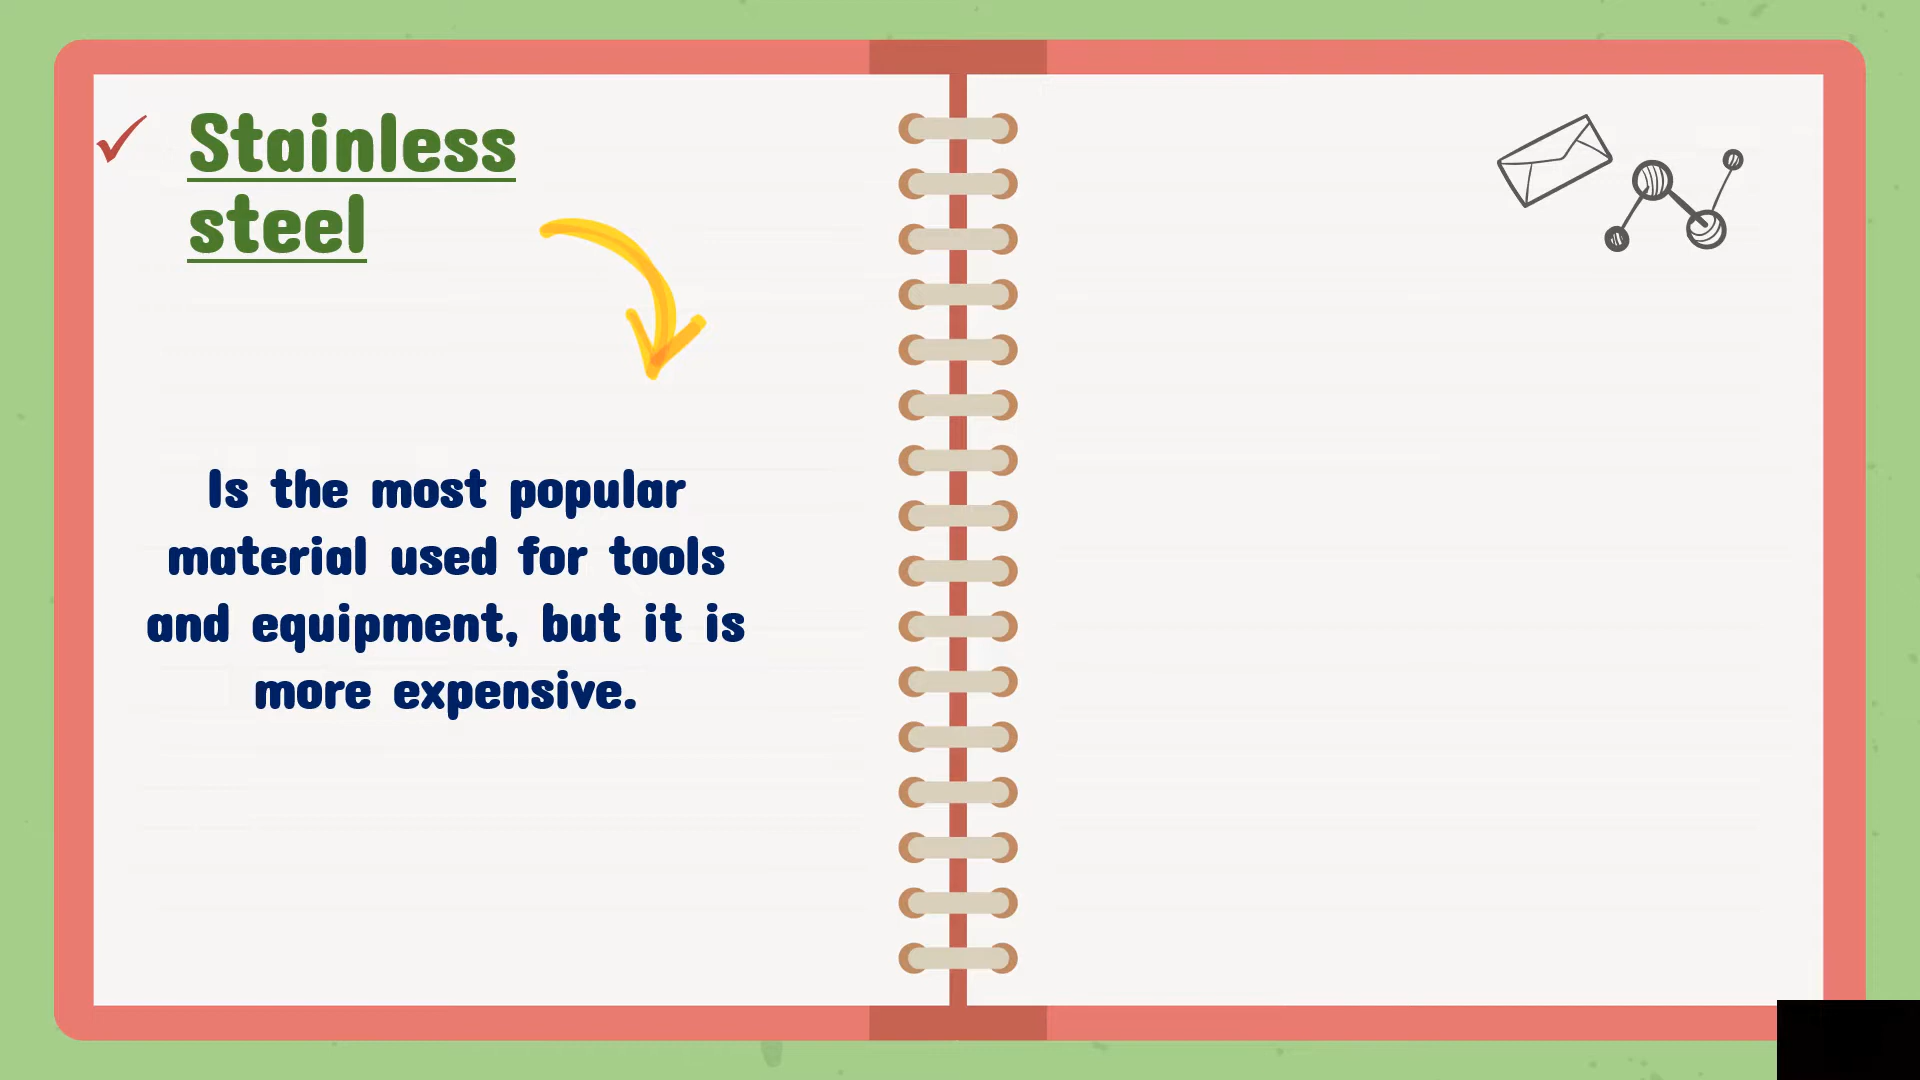 Stainless
steel
Is the most popular
material used for tools
and equipment, but it is
more expensive.